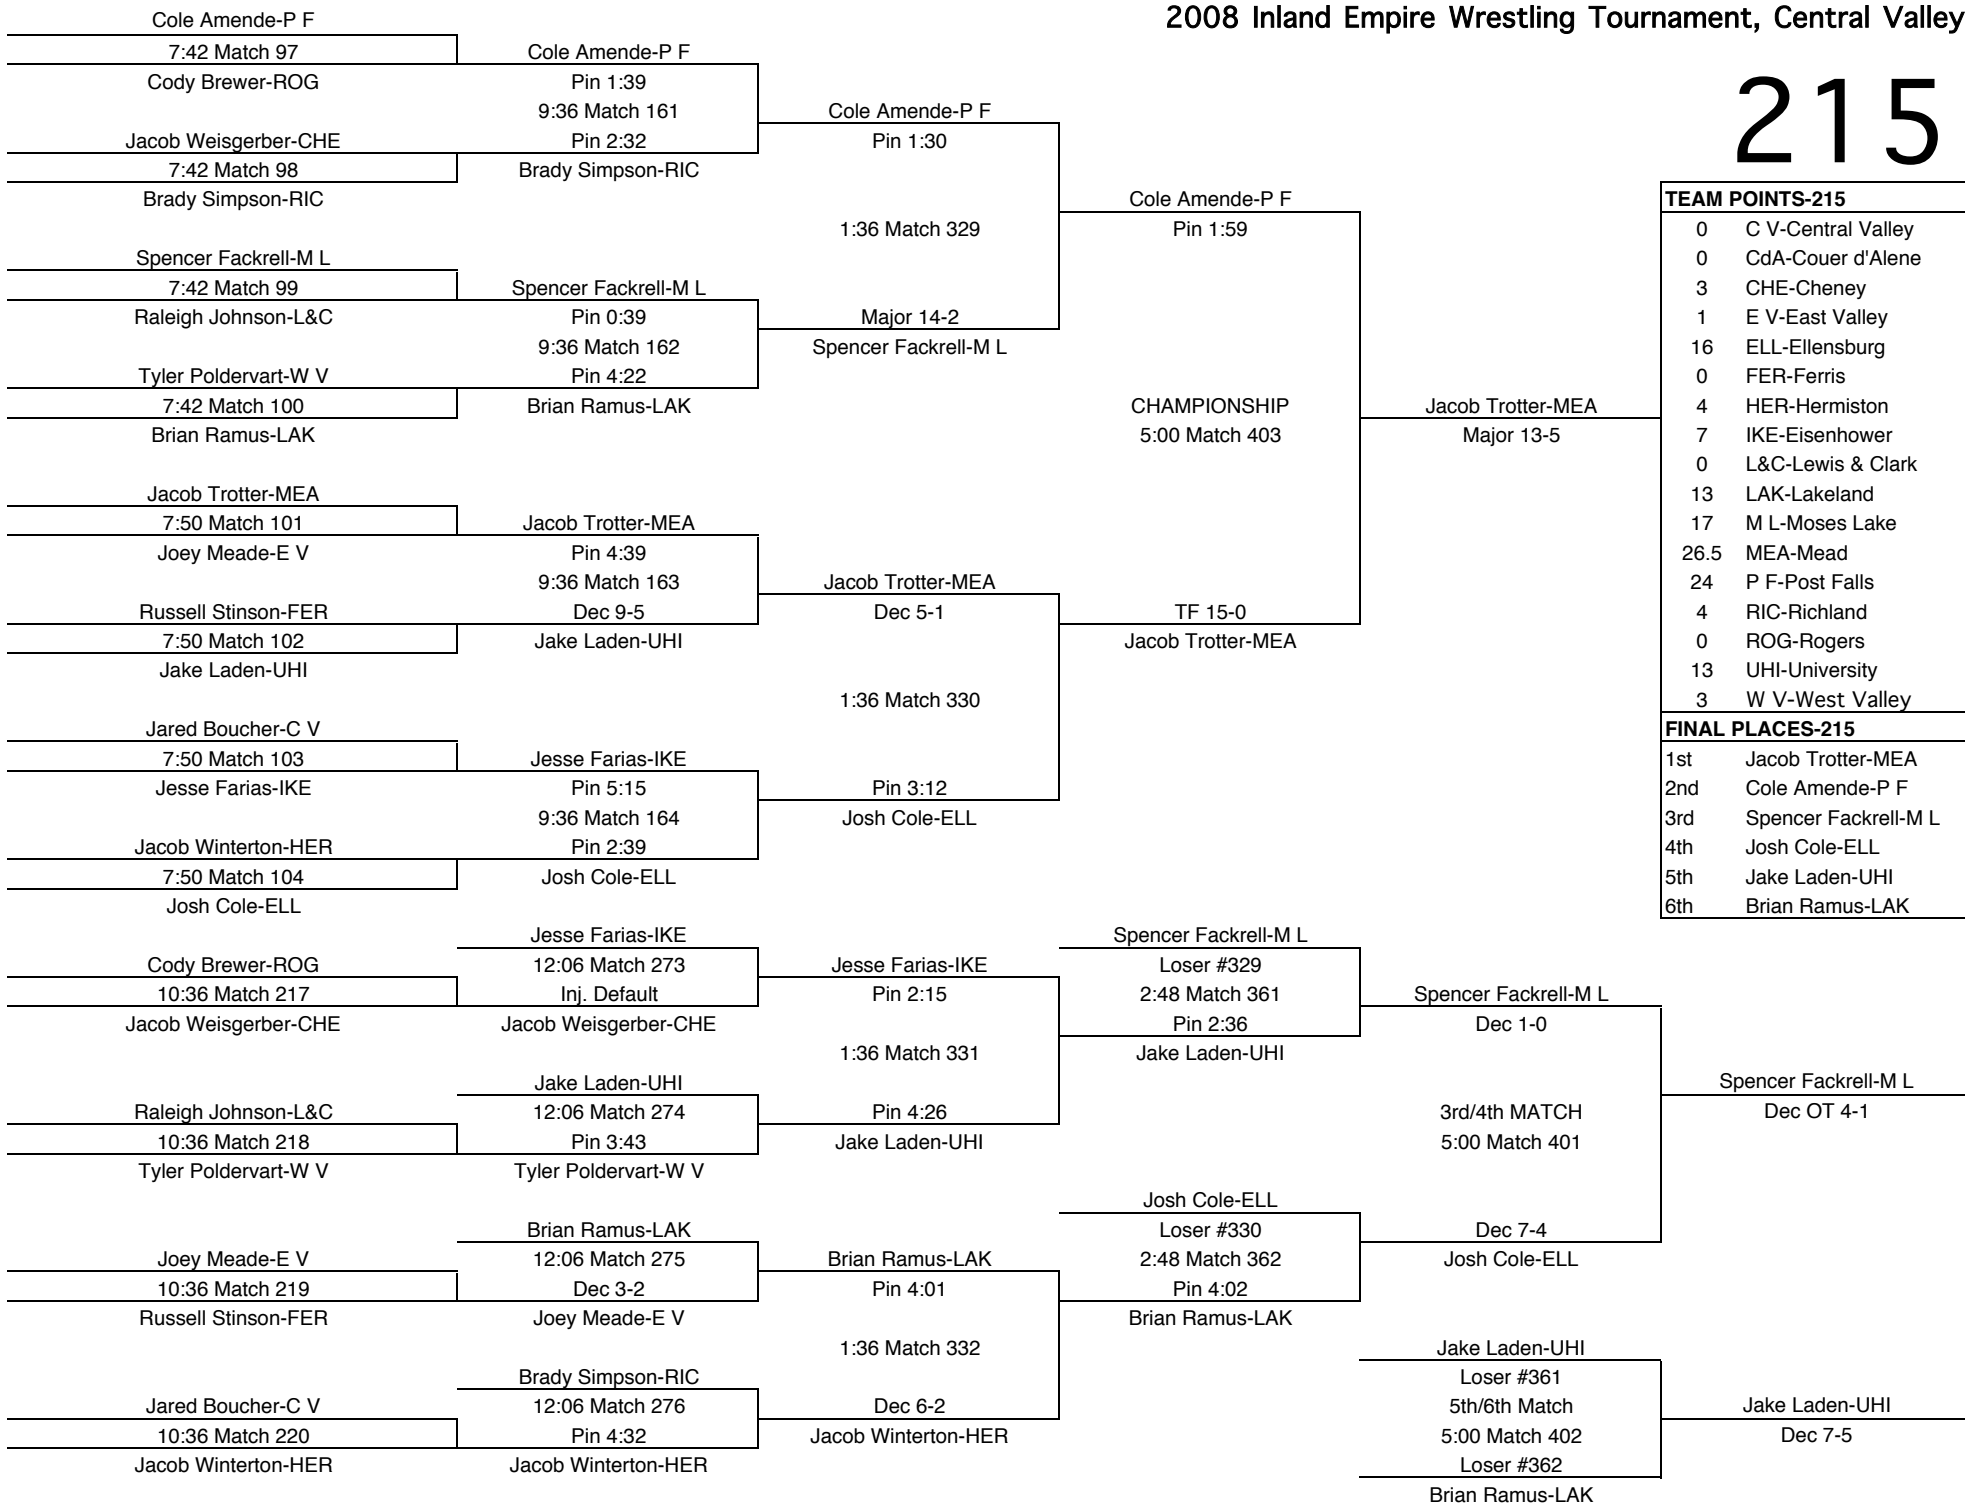 2008 Inland Empire Wrestling Tournament, Central Valley
215
Cole Amende-P F
7:42 Match 97
Cody Brewer-ROG
Jacob Weisgerber-CHE
7:42 Match 98
Brady Simpson-RIC
Spencer Fackrell-M L
7:42 Match 99
Raleigh Johnson-L&C
Tyler Poldervart-W V
7:42 Match 100
Brian Ramus-LAK
Jacob Trotter-MEA
7:50 Match 101
Joey Meade-E V
Russell Stinson-FER
7:50 Match 102
Jake Laden-UHI
Jared Boucher-C V
7:50 Match 103
Jesse Farias-IKE
Jacob Winterton-HER
7:50 Match 104
Josh Cole-ELL
Cole Amende-P F
Pin 1:39
9:36 Match 161
Pin 2:32
Brady Simpson-RIC
Spencer Fackrell-M L
Pin 0:39
9:36 Match 162
Pin 4:22
Brian Ramus-LAK
Jacob Trotter-MEA
Pin 4:39
9:36 Match 163
Dec 9-5
Jake Laden-UHI
Jesse Farias-IKE
Pin 5:15
9:36 Match 164
Pin 2:39
Josh Cole-ELL
Cole Amende-P F
Pin 1:30
1:36 Match 329
Major 14-2
Spencer Fackrell-M L
Jacob Trotter-MEA
Dec 5-1
1:36 Match 330
Pin 3:12
Josh Cole-ELL
Cole Amende-P F
Pin 1:59
CHAMPIONSHIP
5:00 Match 403
TF 15-0
Jacob Trotter-MEA
Jacob Trotter-MEA
Major 13-5
TEAM POINTS-215
0 C V-Central Valley
0 CdA-Couer d'Alene
3 CHE-Cheney
1 E V-East Valley
16 ELL-Ellensburg
0 FER-Ferris
4 HER-Hermiston
7 IKE-Eisenhower
0 L&C-Lewis & Clark
13 LAK-Lakeland
17 M L-Moses Lake
26.5 MEA-Mead
24 P F-Post Falls
4 RIC-Richland
0 ROG-Rogers
13 UHI-University
3 W V-West Valley
FINAL PLACES-215
1st Jacob Trotter-MEA
2nd Cole Amende-P F
3rd Spencer Fackrell-M L
4th Josh Cole-ELL
5th Jake Laden-UHI
6th Brian Ramus-LAK
Cody Brewer-ROG
10:36 Match 217
Jacob Weisgerber-CHE
Raleigh Johnson-L&C
10:36 Match 218
Tyler Poldervart-W V
Joey Meade-E V
10:36 Match 219
Russell Stinson-FER
Jared Boucher-C V
10:36 Match 220
Jacob Winterton-HER
Jesse Farias-IKE
12:06 Match 273
Inj. Default
Jacob Weisgerber-CHE
Jake Laden-UHI
12:06 Match 274
Pin 3:43
Tyler Poldervart-W V
Brian Ramus-LAK
12:06 Match 275
Dec 3-2
Joey Meade-E V
Brady Simpson-RIC
12:06 Match 276
Pin 4:32
Jacob Winterton-HER
Jesse Farias-IKE
Pin 2:15
1:36 Match 331
Pin 4:26
Jake Laden-UHI
Brian Ramus-LAK
Pin 4:01
1:36 Match 332
Dec 6-2
Jacob Winterton-HER
Spencer Fackrell-M L
Loser #329
2:48 Match 361
Pin 2:36
Jake Laden-UHI
Josh Cole-ELL
Loser #330
2:48 Match 362
Pin 4:02
Brian Ramus-LAK
Spencer Fackrell-M L
Dec 1-0
3rd/4th MATCH
5:00 Match 401
Dec 7-4
Josh Cole-ELL
Spencer Fackrell-M L
Dec OT 4-1
Jake Laden-UHI
Loser #361
5th/6th Match
5:00 Match 402
Loser #362
Brian Ramus-LAK
Jake Laden-UHI
Dec 7-5